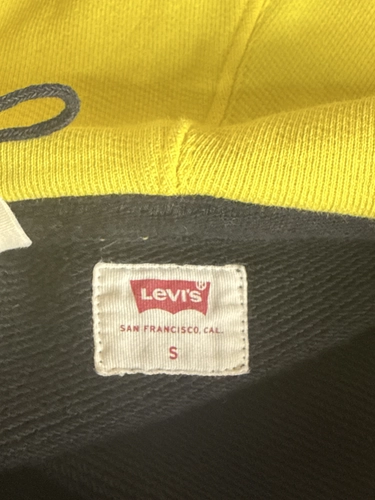 Levi's®
SAN FRANCISCO, CAL.
S